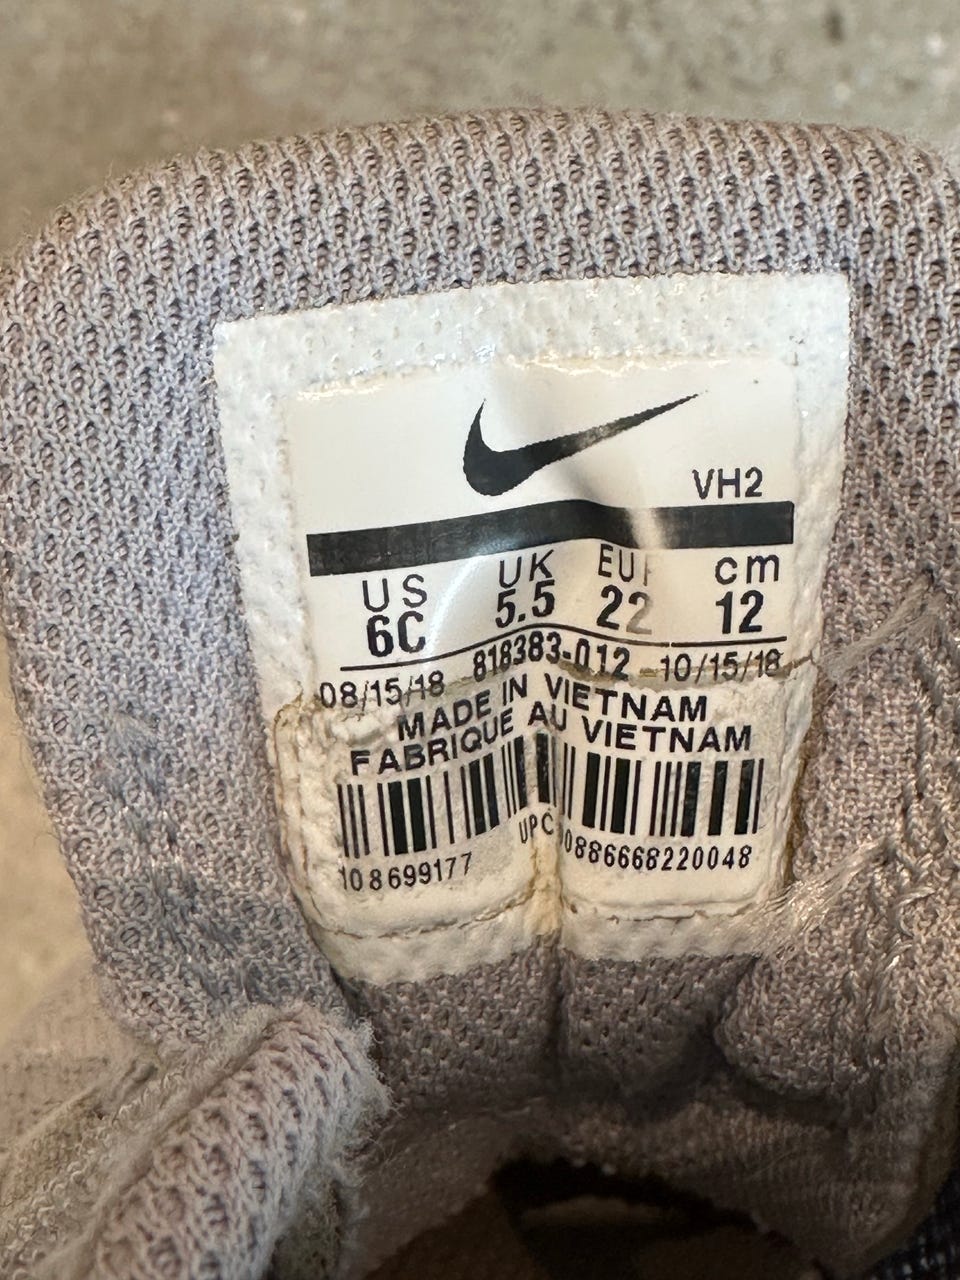 VH2
US UK EUR cm
6C 5.5 22 12
08/15/18 818383-012 10/15/18
MADE IN VIETNAM
FABRIQUE AU VIETNAM
108699177 UPC 00886668220048